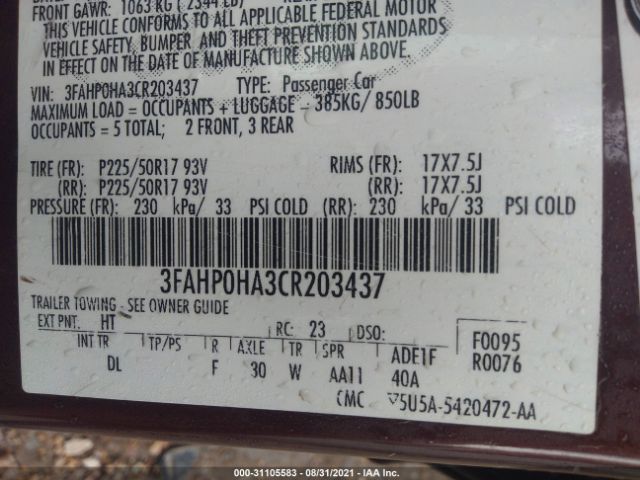 FRONT GAWR: 1063 KG ( 2344 LB)
THIS VEHICLE CONFORMS TO ALL APPLICABLE FEDERAL MOTOR
VEHICLE SAFETY, BUMPER, AND THEFT PREVENTION STANDARDS
IN EFFECT ON THE DATE OF MANUFACTURE SHOWN ABOVE.
VIN: 3FAHP0HA3CR203437 TYPE: Passenger Car
MAXIMUM LOAD = OCCUPANTS + LUGGAGE = 385KG/ 850LB
OCCUPANTS = 5 TOTAL; 2 FRONT, 3 REAR
TIRE (FR): P225/50R17 93V RIMS (FR): 17X7.5J
(RR): P225/50R17 93V (RR): 17X7.5J
PRESSURE (FR): 230 kPa/ 33 PSI COLD (RR): 230 kPa/ 33 PSI COLD
3FAHP0HA3CR203437
TRAILER TOWING - SEE OWNER GUIDE
EXT PNT: HT RC: 23 DSO: F0095
INT TR TP/PS R AXLE TR SPR ADE1F R0076
DL F 30 W AA11 40A
CMC 5U5A-5420472-AA
000-31105583 - 08/31/2021 - IAA Inc.